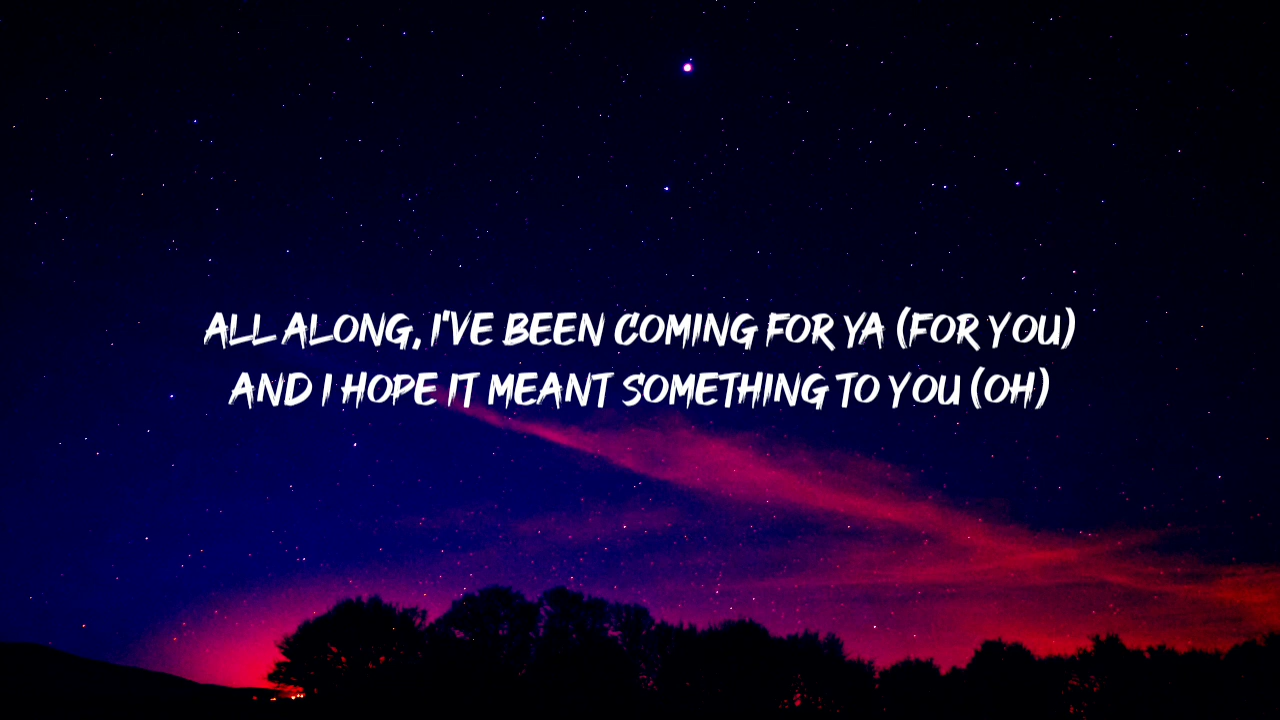 ALL ALONG, I'VE BEEN COMING FOR YA (FOR YOU)
AND I HOPE IT MEANT SOMETHING TO YOU (OH)